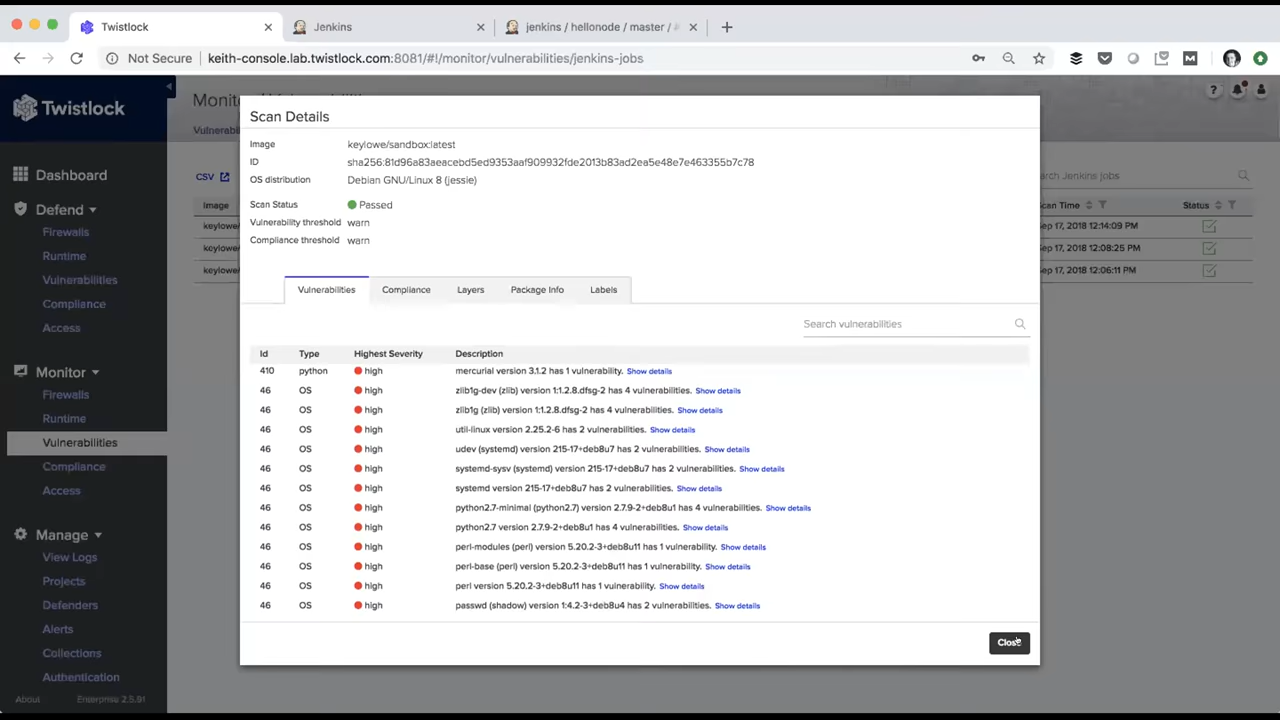 Twistlock
Jenkins
jenkins / hellonode / master /
Not Secure
keith-console.lab.twistlock.com:8081/#!/monitor/vulnerabilities/jenkins-jobs
Twistlock
Dashboard
Defend
Firewalls
Runtime
Vulnerabilities
Compliance
Access
Monitor
Firewalls
Runtime
Vulnerabilities
Compliance
Access
Manage
View Logs
Projects
Defenders
Alerts
Collections
Authentication
About Enterprise 2.5.91
CSV
Image
keylowe/
keylowe/
keylowe/
Scan Details
Image keylowe/sandbox:latest
ID sha256:81d96a83aeacebd5ed9353aaf909932fde2013b83ad2ea5e48e7e463355b7c78
OS distribution Debian GNU/Linux 8 (jessie)
Scan Status Passed
Vulnerability threshold warn
Compliance threshold warn
Vulnerabilities Compliance Layers Package Info Labels
Search vulnerabilities
Id Type Highest Severity Description
410 python high mercurial version 3.1.2 has 1 vulnerability. Show details
46 OS high zlib1g-dev (zlib) version 1:1.2.8.dfsg-2 has 4 vulnerabilities. Show details
46 OS high zlib1g (zlib) version 1:1.2.8.dfsg-2 has 4 vulnerabilities. Show details
46 OS high util-linux version 2.25.2-6 has 2 vulnerabilities. Show details
46 OS high udev (systemd) version 215-17+deb8u7 has 2 vulnerabilities. Show details
46 OS high systemd-sysv (systemd) version 215-17+deb8u7 has 2 vulnerabilities. Show details
46 OS high systemd version 215-17+deb8u7 has 2 vulnerabilities. Show details
46 OS high python2.7-minimal (python2.7) version 2.7.9-2+deb8u1 has 4 vulnerabilities. Show details
46 OS high python2.7 version 2.7.9-2+deb8u1 has 4 vulnerabilities. Show details
46 OS high perl-modules (perl) version 5.20.2-3+deb8u11 has 1 vulnerability. Show details
46 OS high perl-base (perl) version 5.20.2-3+deb8u11 has 1 vulnerability. Show details
46 OS high perl version 5.20.2-3+deb8u11 has 1 vulnerability. Show details
46 OS high passwd (shadow) version 1:4.2-3+deb8u4 has 2 vulnerabilities. Show details
Close
Jenkins jobs
Time Status
Sep 17, 2018 12:14:09 PM
Sep 17, 2018 12:08:25 PM
Sep 17, 2018 12:06:11 PM